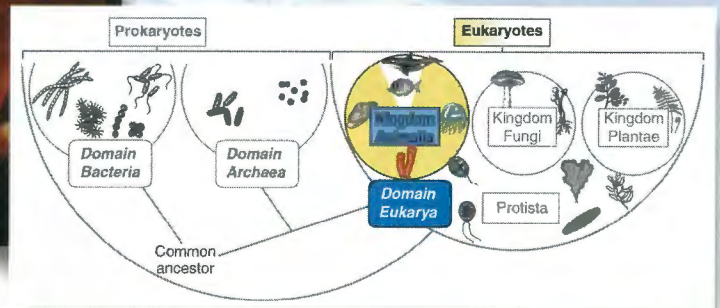 Prokaryotes
Eukaryotes
Kingdom
Animalia
Kingdom
Fungi
Kingdom
Plantae
Domain
Bacteria
Domain
Archaea
Domain
Eukarya
Protista
Common
ancestor